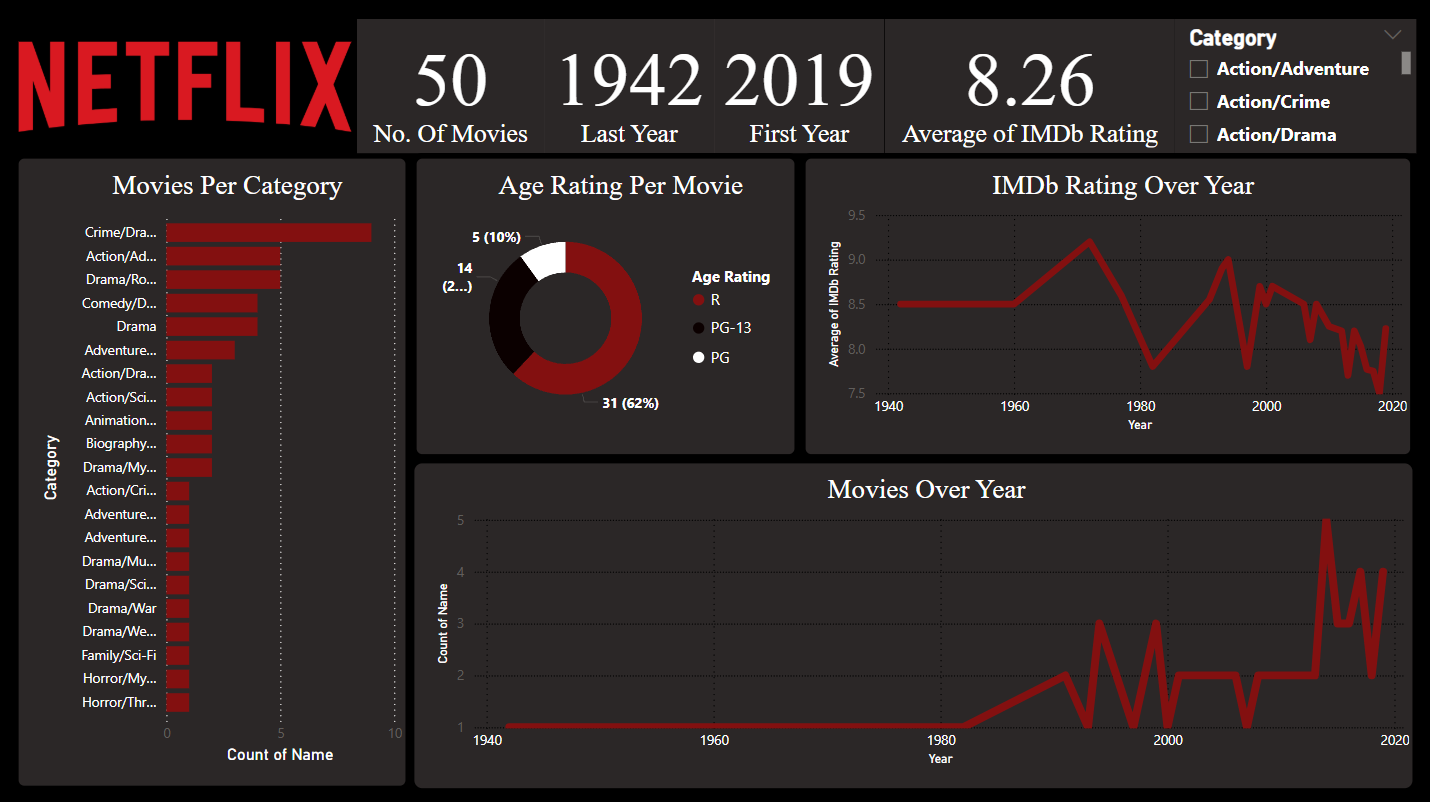 NETFLIX
50
No. Of Movies
1942
Last Year
2019
First Year
8.26
Average of IMDb Rating
Category
Action/Adventure
Action/Crime
Action/Drama
Movies Per Category
Category
Crime/Dra...
Action/Ad...
Drama/Ro...
Comedy/D...
Drama
Adventure...
Action/Dra...
Action/Sci...
Animation...
Biography...
Drama/My...
Action/Cri...
Adventure...
Adventure...
Drama/Mu...
Drama/Sci...
Drama/War
Drama/We...
Family/Sci-Fi
Horror/My...
Horror/Thr...
0 5 10
Count of Name
Age Rating Per Movie
5 (10%)
14
(2...)
31 (62%)
Age Rating
R
PG-13
PG
IMDb Rating Over Year
Average of IMDb Rating
9.5
9.0
8.5
8.0
7.5
1940 1960 1980 2000 2020
Year
Movies Over Year
Count of Name
5
4
3
2
1
1940 1960 1980 2000 2020
Year